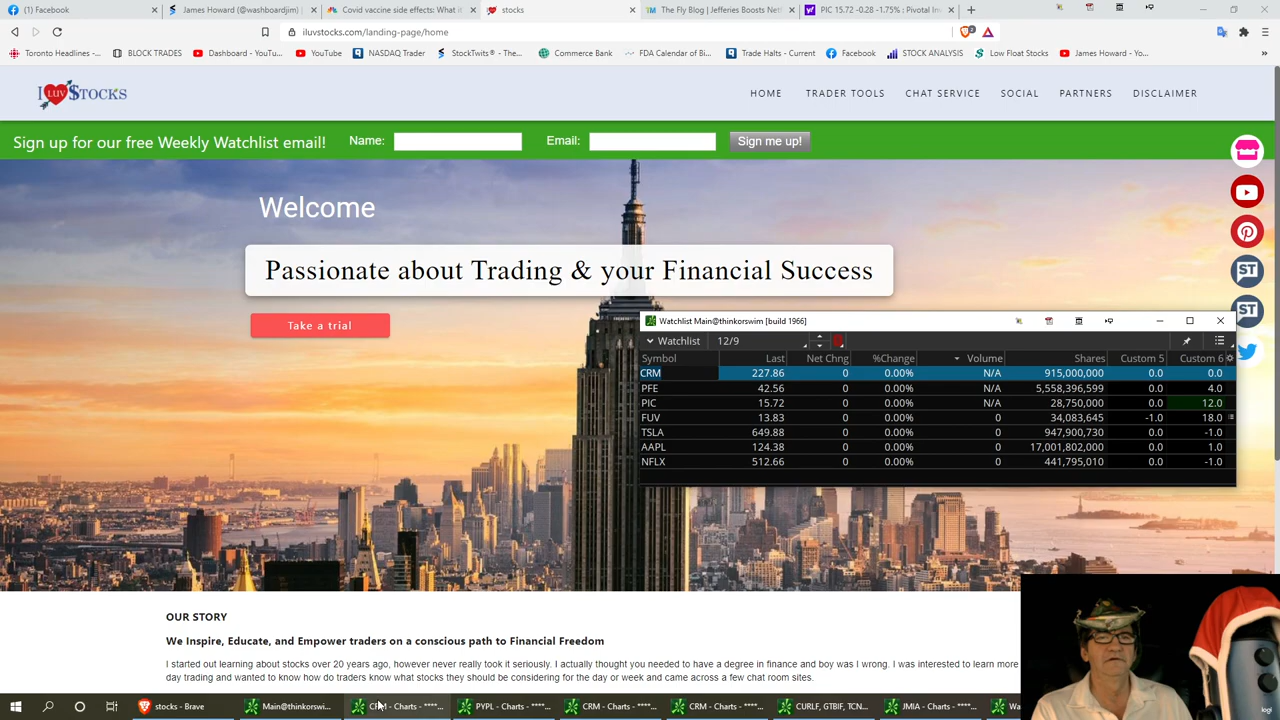 (1) Facebook
James Howard (@washboardjim) |
Covid vaccine side effects: What it
stocks
The Fly Blog | Jefferies Boosts Net
PIC 15.72 -0.28 -1.75% : Pivotal In
iluvstocks.com/landing-page/home
Toronto Headlines -...
BLOCK TRADES
Dashboard - YouTu...
YouTube
NASDAQ Trader
StockTwits® - The...
Commerce Bank
FDA Calendar of Bi...
Trade Halts - Current
Facebook
STOCK ANALYSIS
Low Float Stocks
James Howard - Yo...
I LUV $TOCKS
HOME
TRADER TOOLS
CHAT SERVICE
SOCIAL
PARTNERS
DISCLAIMER
Sign up for our free Weekly Watchlist email!
Name:
Email:
Sign me up!
Welcome
Passionate about Trading & your Financial Success
Take a trial
ST
ST
Watchlist Main@thinkorswim [build 1966]
Watchlist 12/9
Symbol Last Net Chng %Change Volume Shares Custom 5 Custom 6
CRM 227.86 0 0.00% N/A 915,000,000 0.0 0.0
PFE 42.56 0 0.00% N/A 5,558,396,599 0.0 4.0
PIC 15.72 0 0.00% N/A 28,750,000 0.0 12.0
FUV 13.83 0 0.00% 0 34,083,645 -1.0 18.0
TSLA 649.88 0 0.00% 0 947,900,730 0.0 -1.0
AAPL 124.38 0 0.00% 0 17,001,802,000 0.0 1.0
NFLX 512.66 0 0.00% 0 441,795,010 0.0 -1.0
OUR STORY
We Inspire, Educate, and Empower traders on a conscious path to Financial Freedom
I started out learning about stocks over 20 years ago, however never really took it seriously. I actually thought you needed to have a degree in finance and boy was I wrong. I was interested to learn more
day trading and wanted to know how do traders know what stocks they should be considering for the day or week and came across a few chat room sites.
stocks - Brave
Main@thinkorswi...
CRM - Charts - ****...
PYPL - Charts - ****...
CRM - Charts - ****...
CRM - Charts - ****...
CURLF, GTBIF, TCN...
JMIA - Charts - ****...
Wa
logi